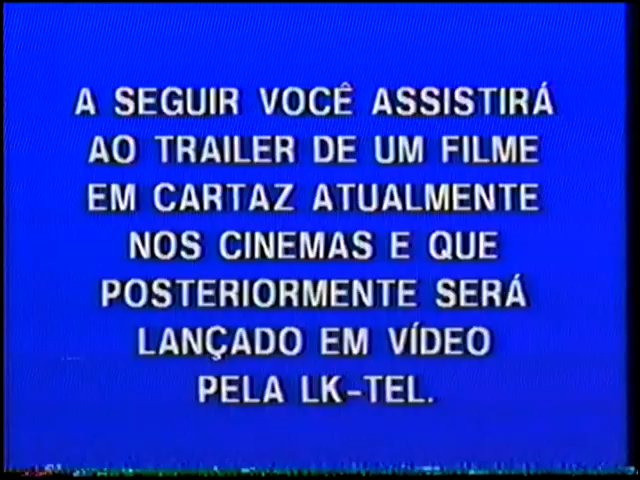 A SEGUIR VOCÊ ASSISTIRÁ
AO TRAILER DE UM FILME
EM CARTAZ ATUALMENTE
NOS CINEMAS E QUE
POSTERIORMENTE SERÁ
LANÇADO EM VÍDEO
PELA LK-TEL.